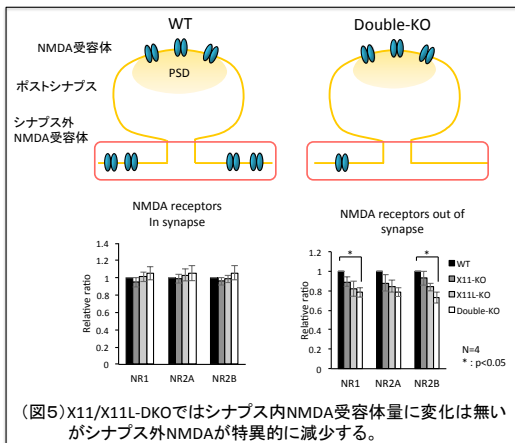 WT
Double-KO
NMDA受容体
PSD
ポストシナプス
シナプス外
NMDA受容体
NMDA receptors
In synapse
Relative ratio
1.4
1.2
1
0.8
0.6
0.4
0.2
0
NR1
NR2A
NR2B
NMDA receptors out of
synapse
Relative ratio
1.2
1
0.8
0.6
0.4
0.2
0
*
*
NR1
NR2A
NR2B
WT
X11-KO
X11L-KO
Double-KO
N=4
* : p<0.05
(図5)X11/X11L-DKOではシナプス内NMDA受容体量に変化は無い
がシナプス外NMDAが特異的に減少する。